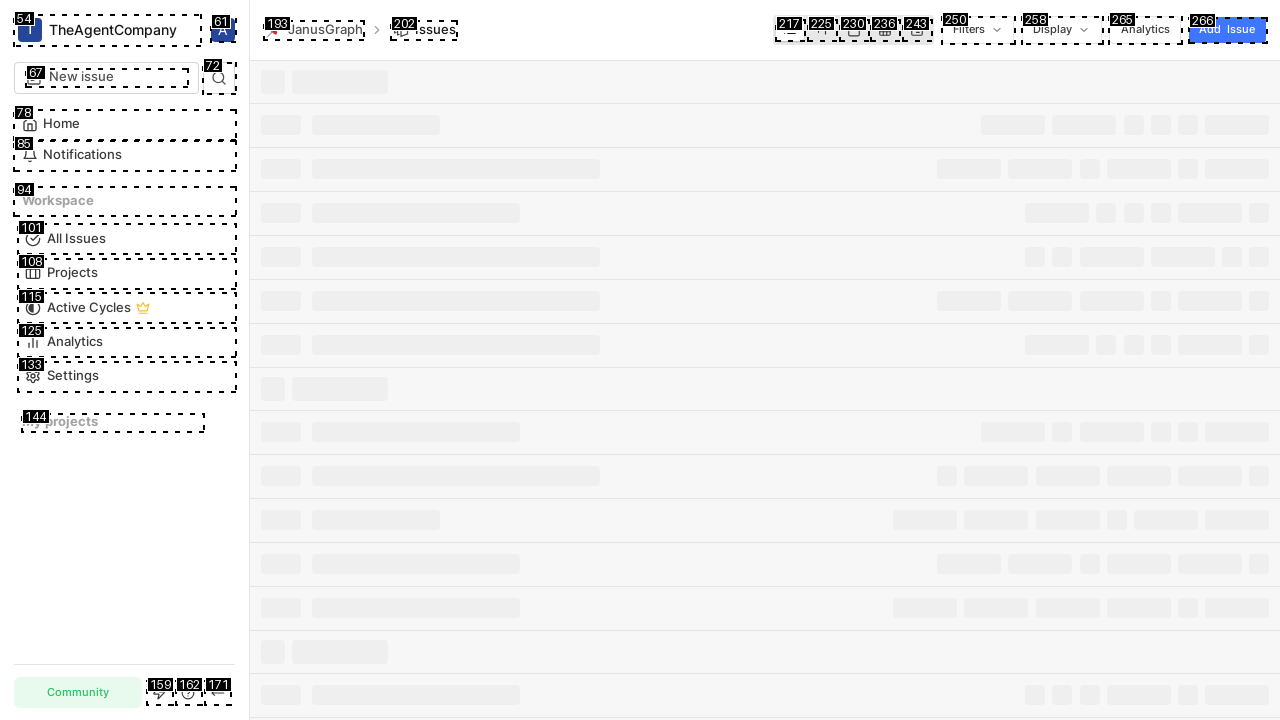 54
T
TheAgentCompany
61
A
67
New issue
72
78
Home
85
Notifications
94
Workspace
101
All Issues
108
Projects
115
Active Cycles
125
Analytics
133
Settings
144
My projects
Community
159
162
171
193
JanusGraph
202
Issues
217
225
230
236
243
250
Filters
258
Display
265
Analytics
266
Add Issue